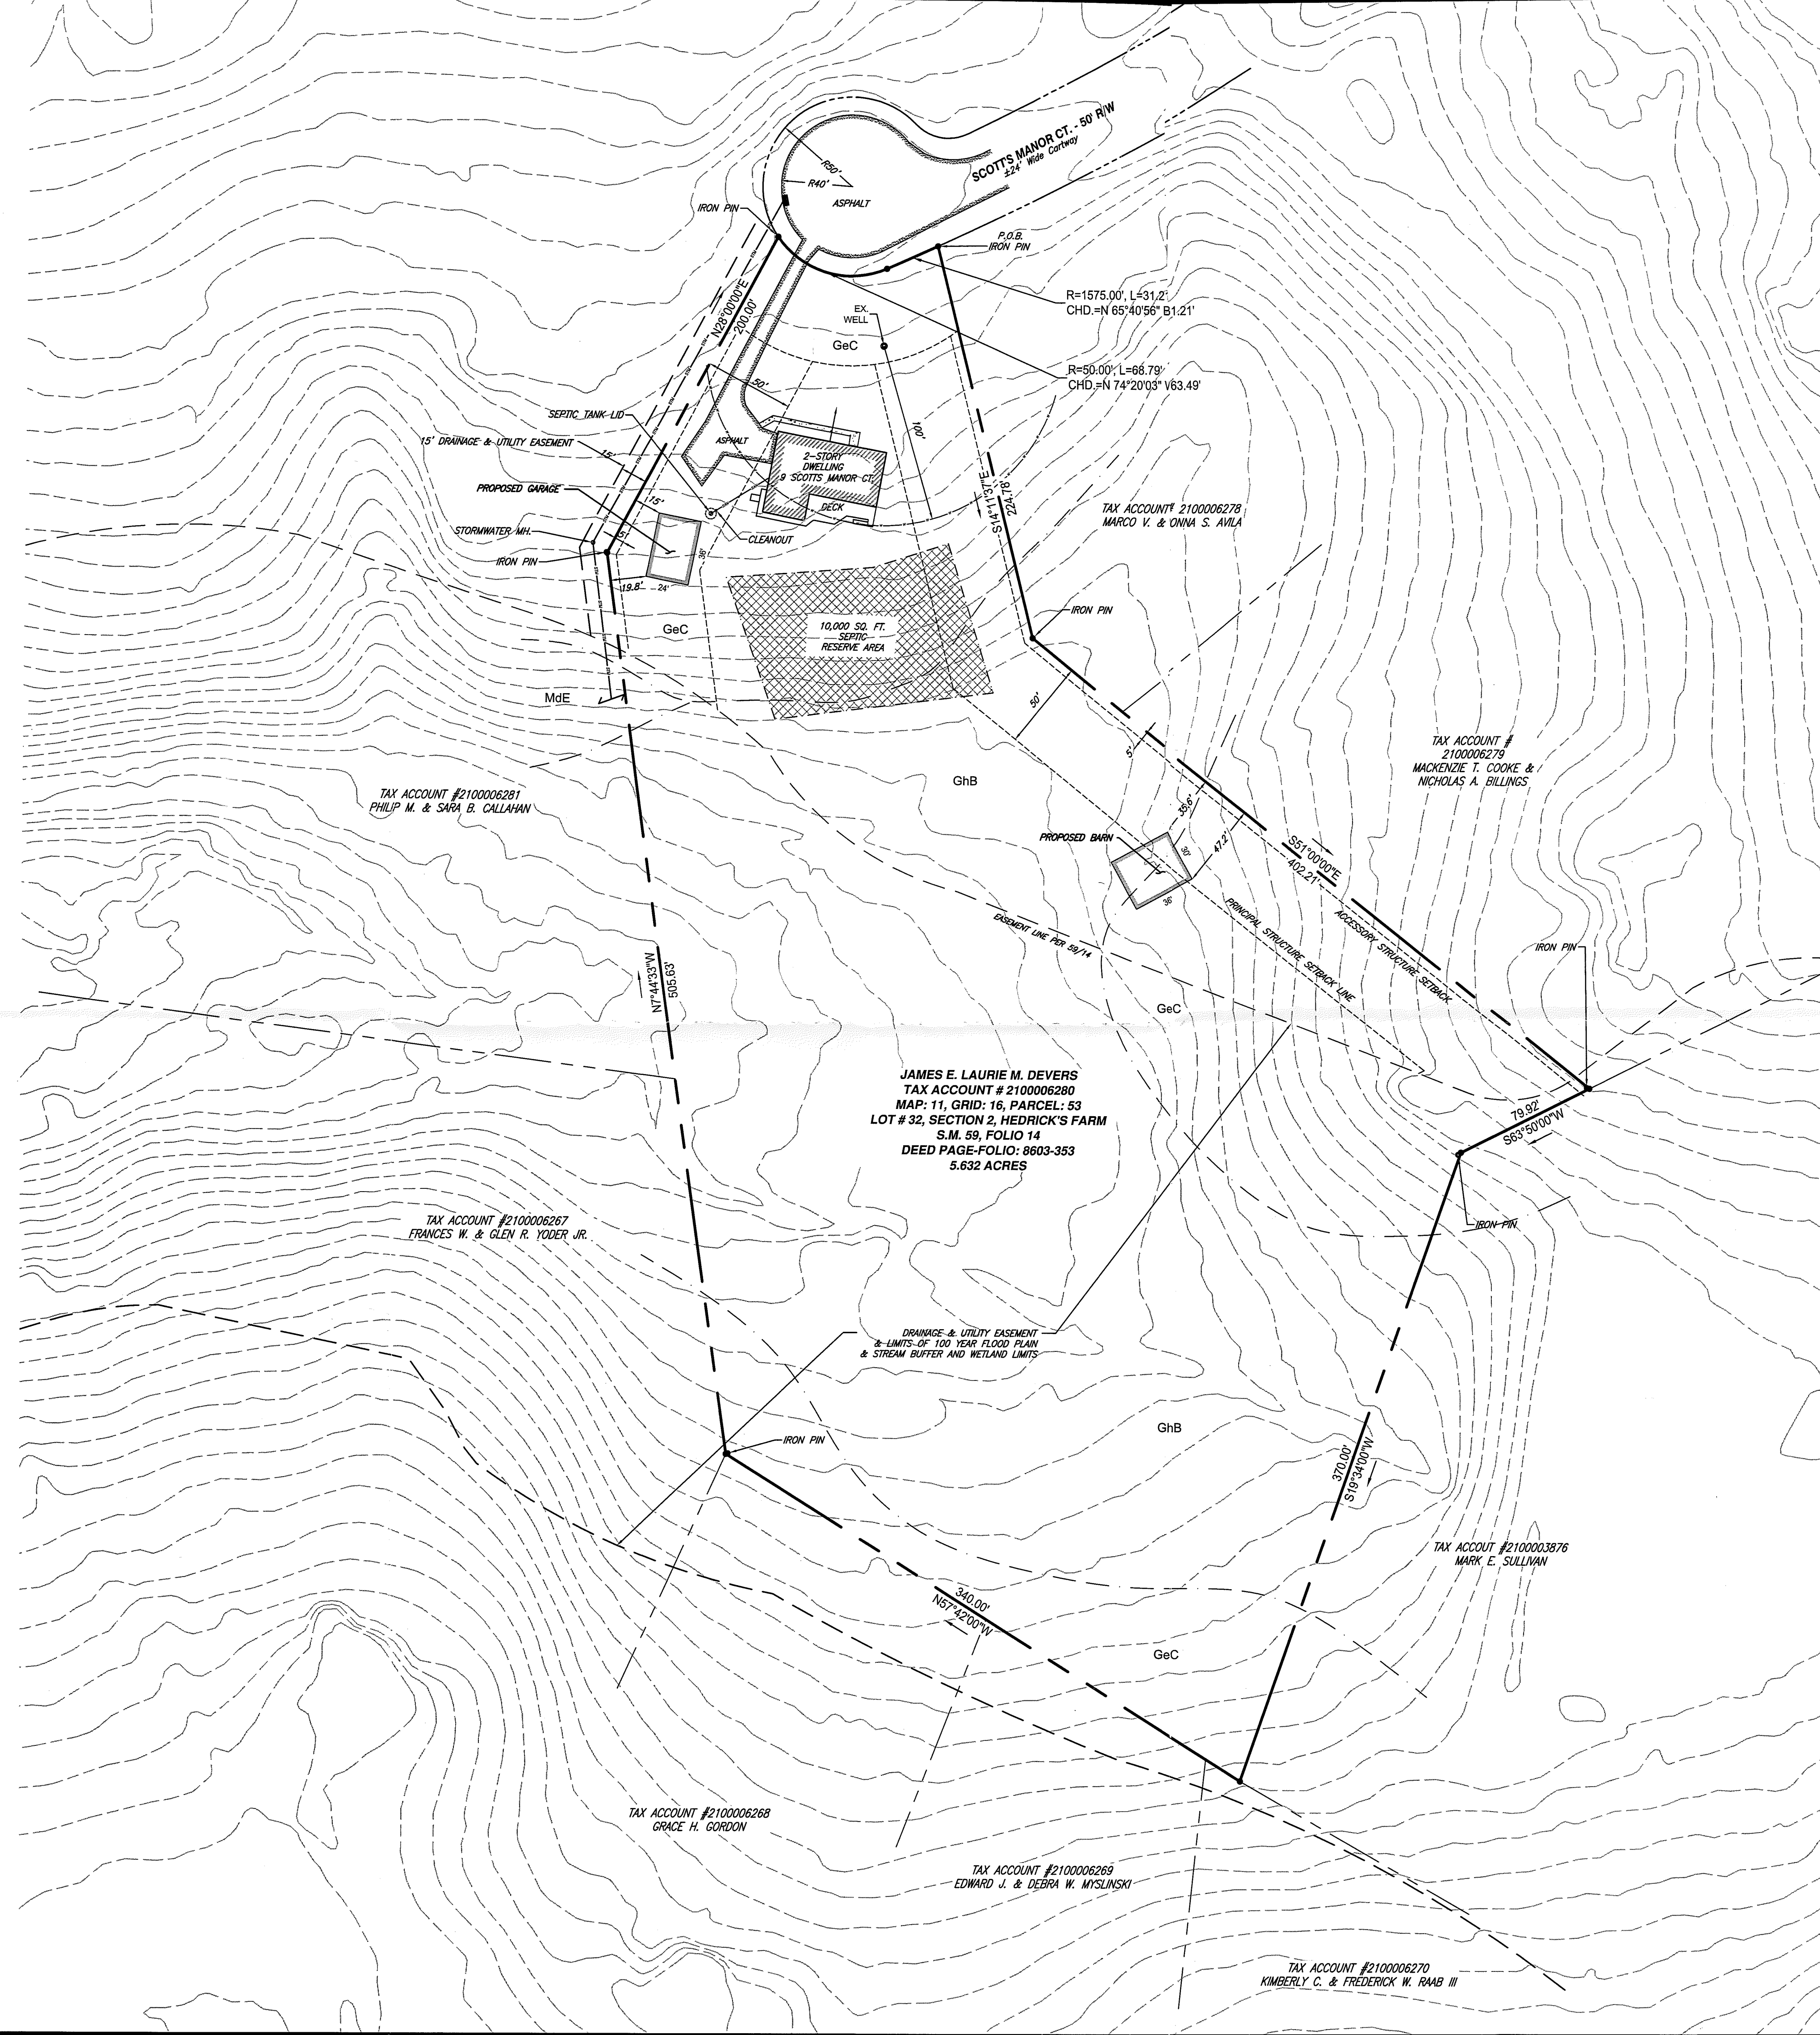 SCOTT'S MANOR CT. - 50' R/W
±24' Wide Cartway
R50'
R40'
ASPHALT
IRON PIN
P.O.B.
IRON PIN
R=1575.00', L=31.2'
CHD.=N 65°40'56" B1.21'
N28°00'00"E
200.00'
EX.
WELL
GeC
R=50.00', L=68.79'
CHD.=N 74°20'03" \/63.49'
50'
SEPTIC TANK LID
15' DRAINAGE & UTILITY EASEMENT
15'
ASPHALT
100'
2-STORY
DWELLING
9 SCOTTS MANOR CT.
DECK
PROPOSED GARAGE
15'
S14°11'37"E
224.78'
TAX ACCOUNT# 2100006278
MARCO V. & ONNA S. AVILA
STORMWATER MH.
5'
CLEANOUT
36'
IRON PIN
19.8'
24'
IRON PIN
GeC
10,000 SQ. FT.
SEPTIC
RESERVE AREA
MdE
50'
5'
TAX ACCOUNT #
2100006279
MACKENZIE T. COOKE &
NICHOLAS A. BILLINGS
GhB
TAX ACCOUNT #2100006281
PHILIP M. & SARA B. CALLAHAN
35.6'
47.2'
PROPOSED BARN
30'
36'
S51°00'00"E
402.21'
PRINCIPAL STRUCTURE SETBACK LINE
ACCESSORY STRUCTURE SETBACK
EASEMENT LINE PER 59/14
IRON PIN
N7°44'33"W
505.63'
GeC
JAMES E. LAURIE M. DEVERS
TAX ACCOUNT # 2100006280
MAP: 11, GRID: 16, PARCEL: 53
LOT # 32, SECTION 2, HEDRICK'S FARM
S.M. 59, FOLIO 14
DEED PAGE-FOLIO: 8603-353
5.632 ACRES
79.92'
S63°50'00"W
IRON PIN
TAX ACCOUNT #2100006267
FRANCES W. & GLEN R. YODER JR.
DRAINAGE & UTILITY EASEMENT
& LIMITS OF 100 YEAR FLOOD PLAIN
& STREAM BUFFER AND WETLAND LIMITS
IRON PIN
GhB
370.00'
S19°34'00"W
TAX ACCOUT #2100003876
MARK E. SULLIVAN
340.00'
N57°42'00"W
GeC
TAX ACCOUNT #2100006268
GRACE H. GORDON
TAX ACCOUNT #2100006269
EDWARD J. & DEBRA W. MYSLINSKI
TAX ACCOUNT #2100006270
KIMBERLY C. & FREDERICK W. RAAB III